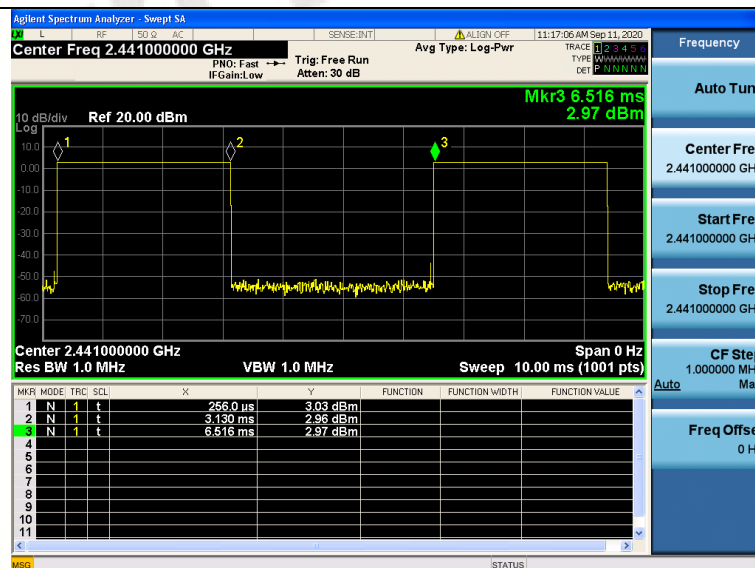 Agilent Spectrum Analyzer - Swept SA
LXI L RF 50 Ω AC SENSE:INT ALIGN OFF 11:17:06 AM Sep 11, 2020
Center Freq 2.441000000 GHz
PNO: Fast
IFGain:Low
Trig: Free Run
Atten: 30 dB
Avg Type: Log-Pwr
TRACE 1 2 3 4 5 6
TYPE WWWWWW
DET P N N N N N
Mkr3 6.516 ms
2.97 dBm
10 dB/div Ref 20.00 dBm
Log
10.0
0.00
-10.0
-20.0
-30.0
-40.0
-50.0
-60.0
-70.0
1
2
3
Center 2.441000000 GHz Span 0 Hz
Res BW 1.0 MHz VBW 1.0 MHz Sweep 10.00 ms (1001 pts)
MKR MODE TRC SCL X Y FUNCTION FUNCTION WIDTH FUNCTION VALUE
1 N 1 t 256.0 us 3.03 dBm
2 N 1 t 3.130 ms 2.96 dBm
3 N 1 t 6.516 ms 2.97 dBm
4
5
6
7
8
9
10
11
MSG STATUS
Frequency
Auto Tun
Center Fre
2.441000000 GH
Start Fre
2.441000000 GH
Stop Fre
2.441000000 GH
CF Ste
1.000000 MH
Auto Ma
Freq Offse
0 H